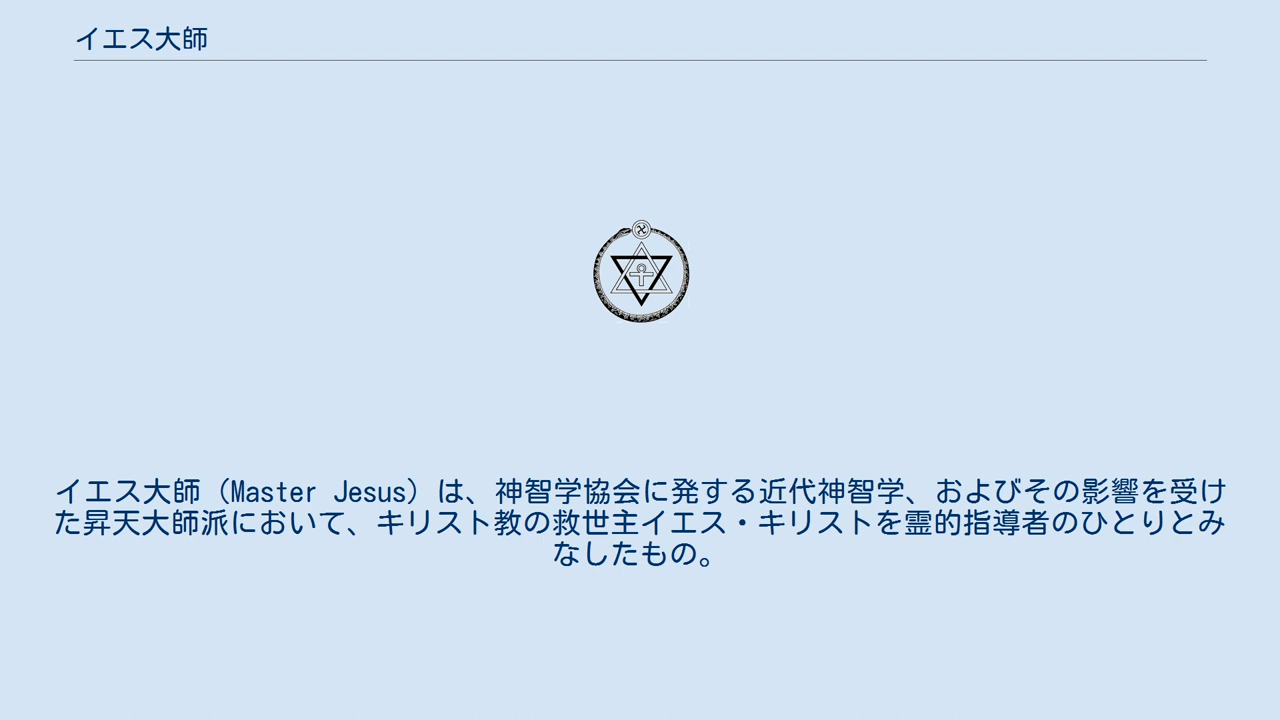 イエス大師
イエス大師（Master Jesus）は、神智学協会に発する近代神智学、およびその影響を受け
た昇天大師派において、キリスト教の救世主イエス・キリストを霊的指導者のひとりとみ
なしたもの。